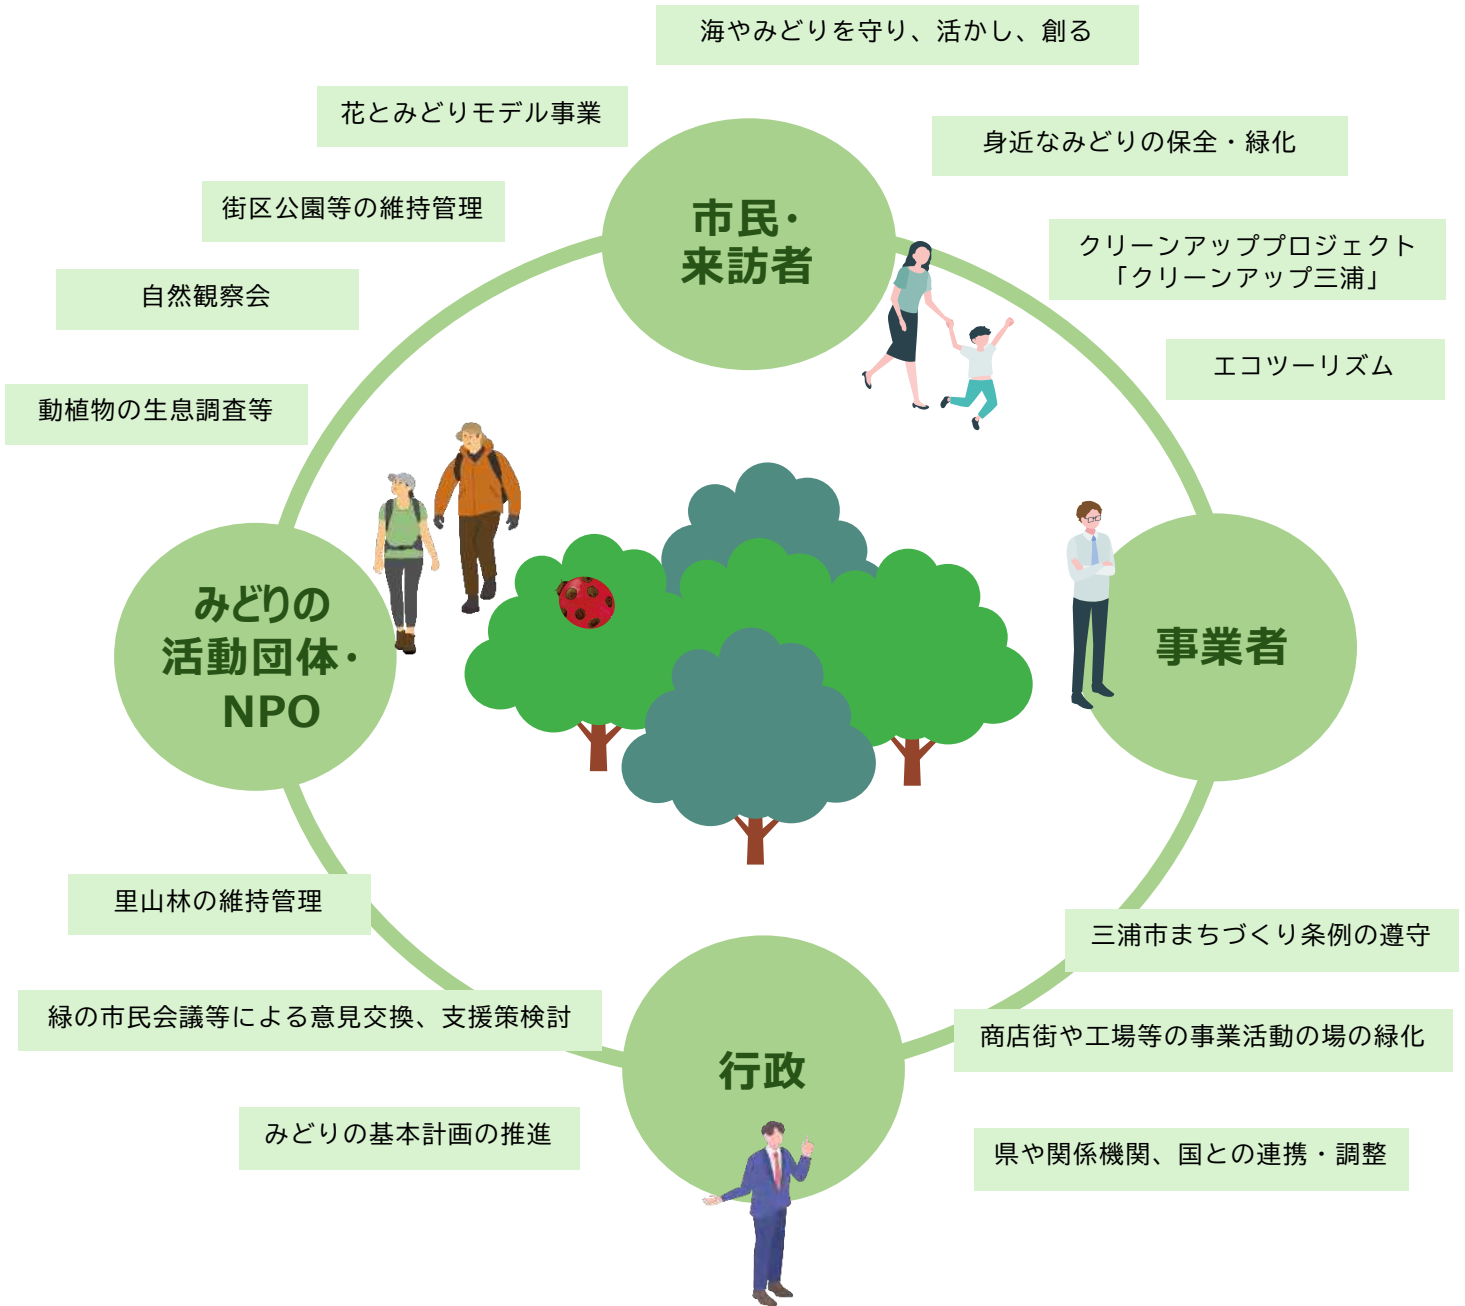 海やみどりを守り、活かし、創る
花とみどりモデル事業
身近なみどりの保全・緑化
市民・
来訪者
街区公園等の維持管理
クリーンアッププロジェクト
「クリーンアップ三浦」
自然観察会
エコツーリズム
動植物の生息調査等
みどりの
活動団体・
NPO
事業者
里山林の維持管理
三浦市まちづくり条例の遵守
緑の市民会議等による意見交換、支援策検討
商店街や工場等の事業活動の場の緑化
行政
みどりの基本計画の推進
県や関係機関、国との連携・調整